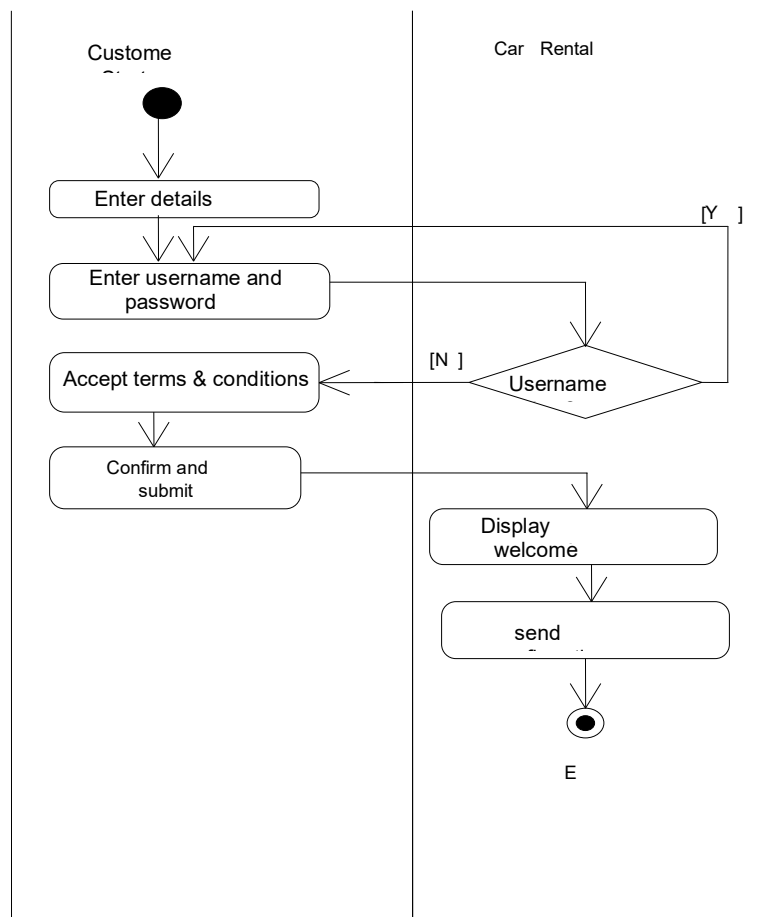 Custome
Car Rental
Enter details
[Y ]
Enter username and
password
[N ]
Accept terms & conditions
Username
Confirm and
submit
Display
welcome
send
E